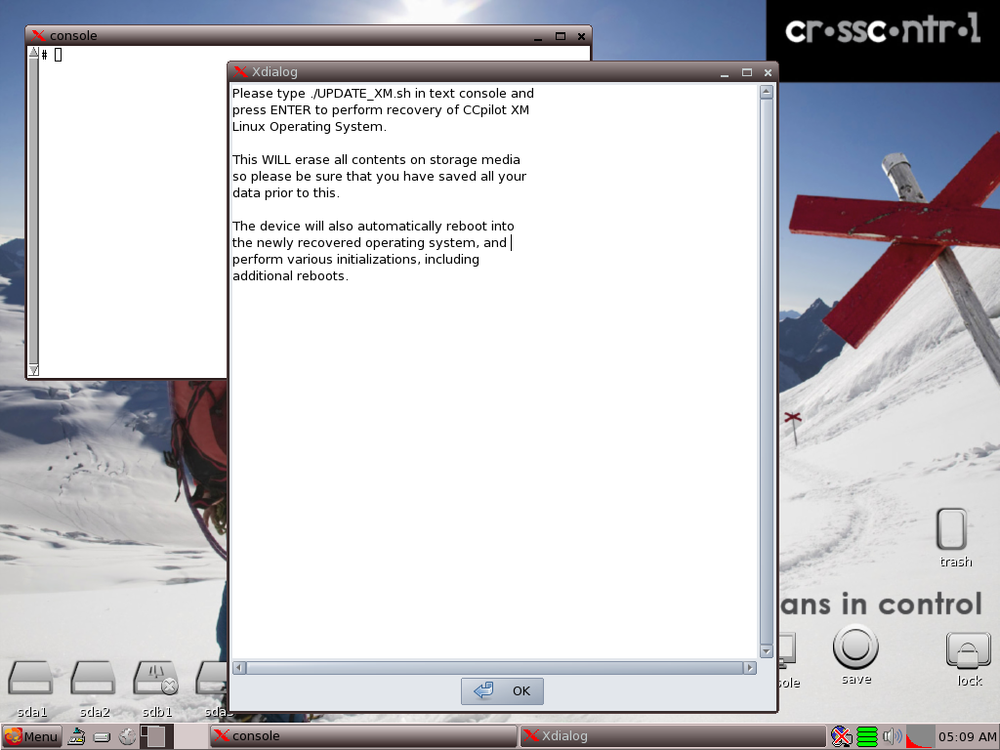 console
cr•sscontrol
#
Xdialog
Please type ./UPDATE_XM.sh in text console and
press ENTER to perform recovery of CCpilot XM
Linux Operating System.
This WILL erase all contents on storage media
so please be sure that you have saved all your
data prior to this.
The device will also automatically reboot into
the newly recovered operating system, and
perform various initializations, including
additional reboots.
OK
trash
ans in control
sole
save
lock
sda1
sda2
sdb1
sda3
Menu
console
Xdialog
05:09 AM